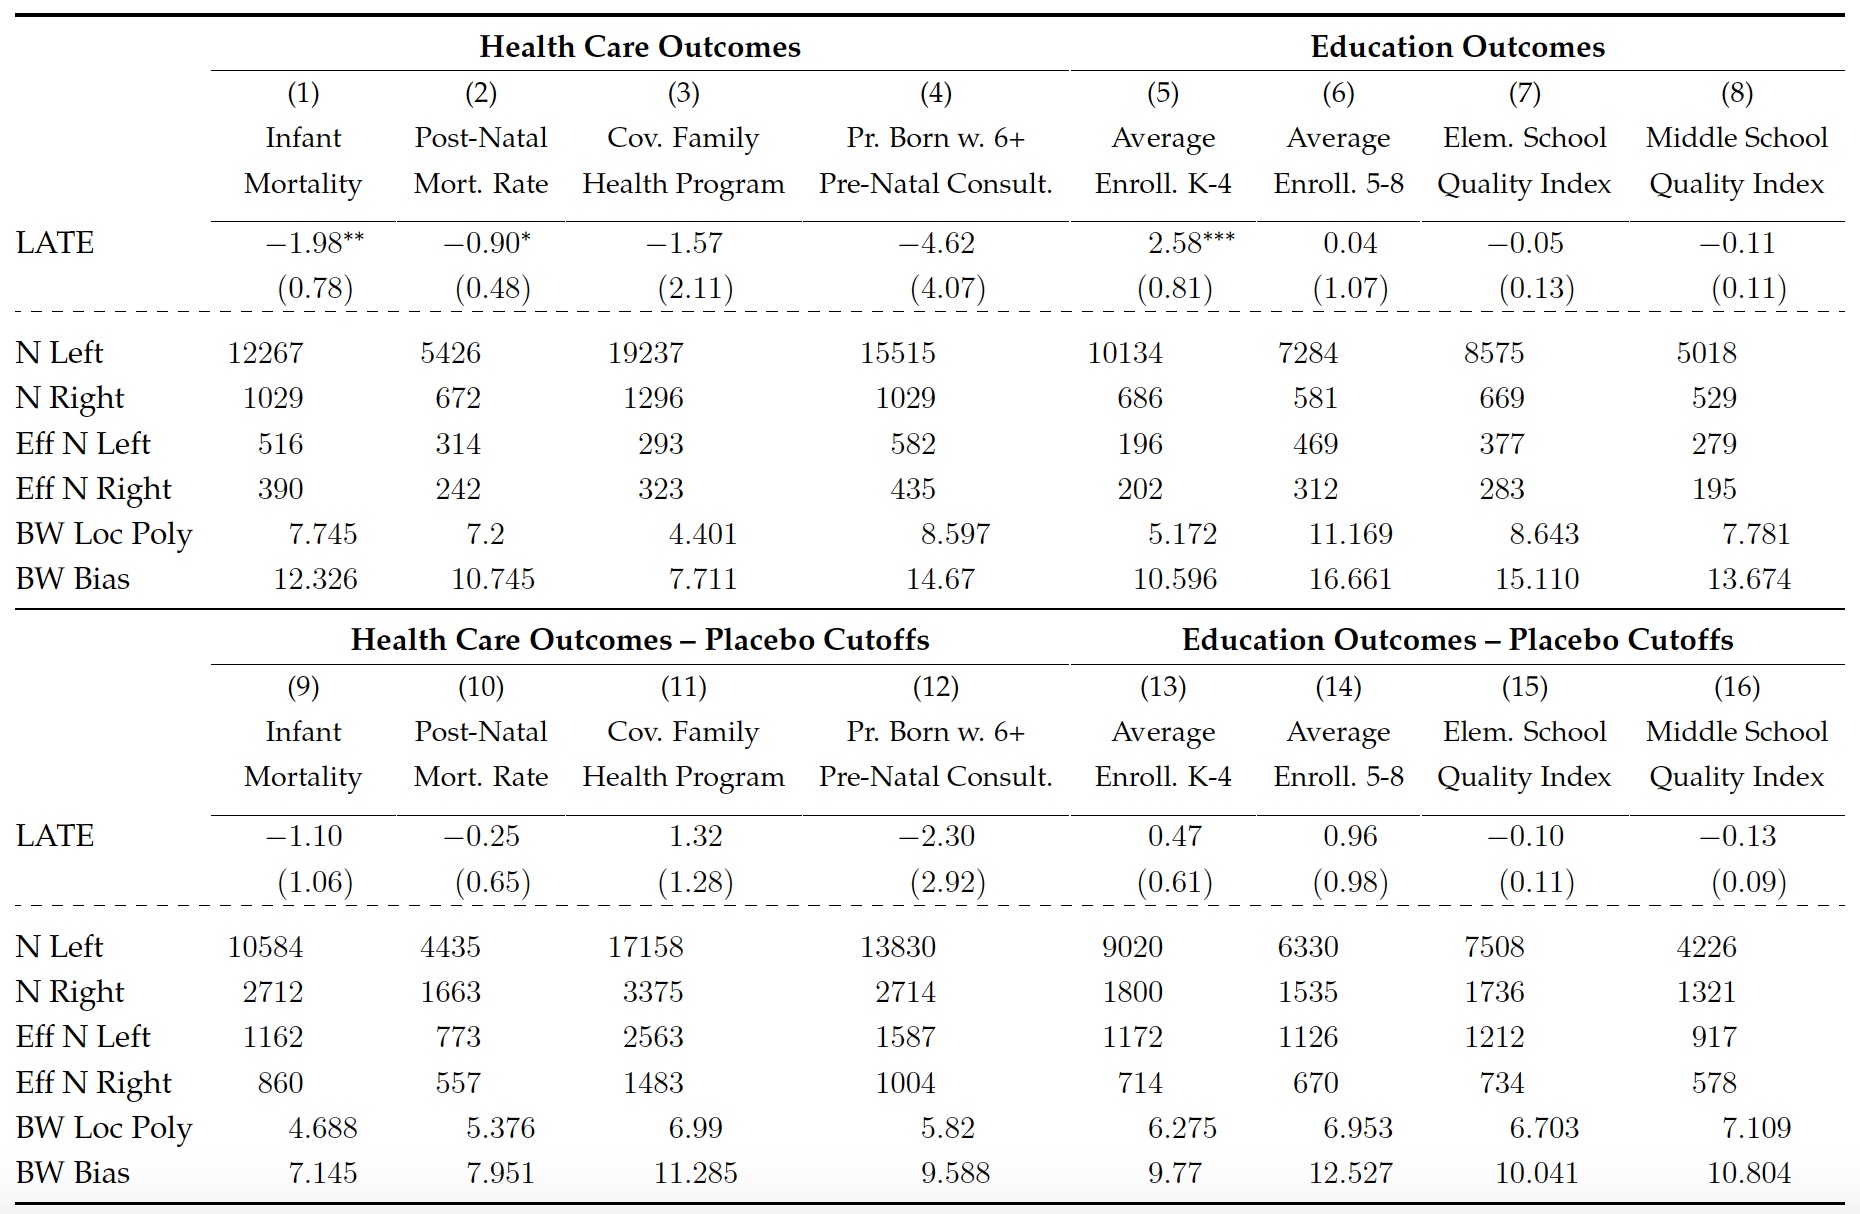 Health Care Outcomes Education Outcomes
(1) (2) (3) (4) (5) (6) (7) (8)
Infant Post-Natal Cov. Family Pr. Born w. 6+ Average Average Elem. School Middle School
Mortality Mort. Rate Health Program Pre-Natal Consult. Enroll. K-4 Enroll. 5-8 Quality Index Quality Index
LATE −1.98** −0.90* −1.57 −4.62 2.58*** 0.04 −0.05 −0.11
(0.78) (0.48) (2.11) (4.07) (0.81) (1.07) (0.13) (0.11)
N Left 12267 5426 19237 15515 10134 7284 8575 5018
N Right 1029 672 1296 1029 686 581 669 529
Eff N Left 516 314 293 582 196 469 377 279
Eff N Right 390 242 323 435 202 312 283 195
BW Loc Poly 7.745 7.2 4.401 8.597 5.172 11.169 8.643 7.781
BW Bias 12.326 10.745 7.711 14.67 10.596 16.661 15.110 13.674
Health Care Outcomes – Placebo Cutoffs Education Outcomes – Placebo Cutoffs
(9) (10) (11) (12) (13) (14) (15) (16)
Infant Post-Natal Cov. Family Pr. Born w. 6+ Average Average Elem. School Middle School
Mortality Mort. Rate Health Program Pre-Natal Consult. Enroll. K-4 Enroll. 5-8 Quality Index Quality Index
LATE −1.10 −0.25 1.32 −2.30 0.47 0.96 −0.10 −0.13
(1.06) (0.65) (1.28) (2.92) (0.61) (0.98) (0.11) (0.09)
N Left 10584 4435 17158 13830 9020 6330 7508 4226
N Right 2712 1663 3375 2714 1800 1535 1736 1321
Eff N Left 1162 773 2563 1587 1172 1126 1212 917
Eff N Right 860 557 1483 1004 714 670 734 578
BW Loc Poly 4.688 5.376 6.99 5.82 6.275 6.953 6.703 7.109
BW Bias 7.145 7.951 11.285 9.588 9.77 12.527 10.041 10.804